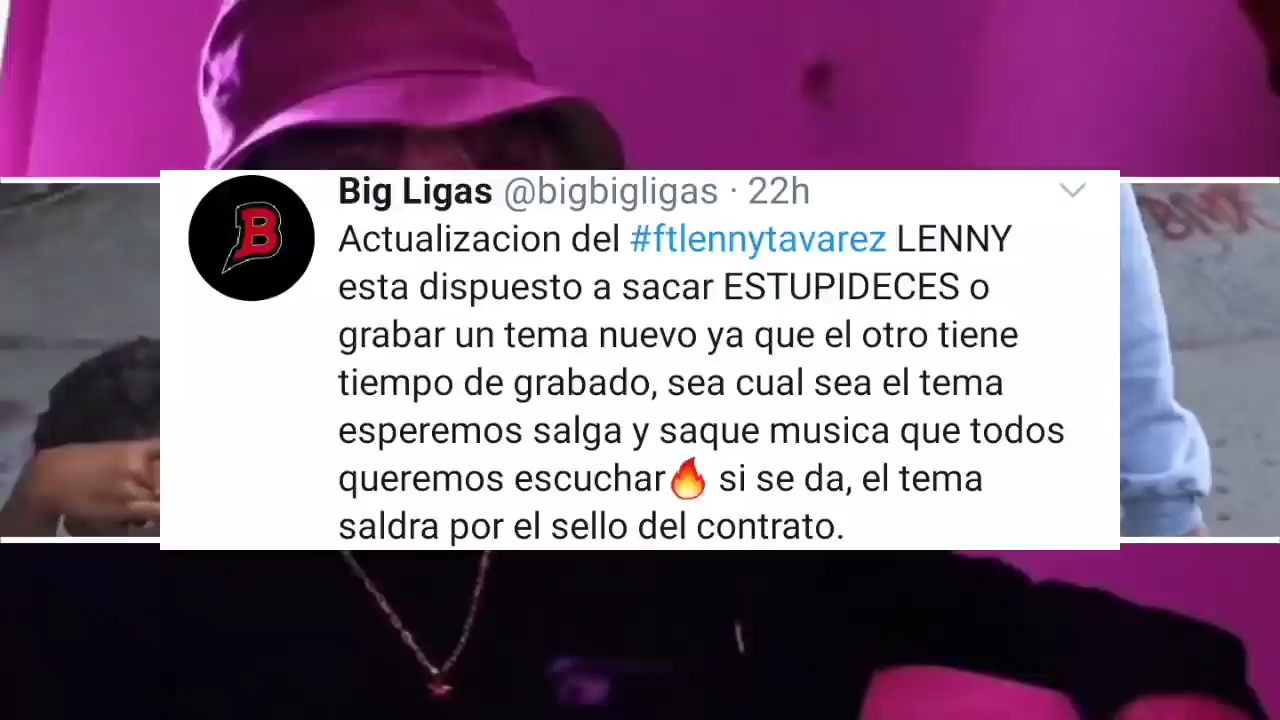 Big Ligas @bigbigligas · 22h
Actualizacion del #ftlennytavarez LENNY
esta dispuesto a sacar ESTUPIDECES o
grabar un tema nuevo ya que el otro tiene
tiempo de grabado, sea cual sea el tema
esperemos salga y saque musica que todos
queremos escuchar🔥 si se da, el tema
saldra por el sello del contrato.
B